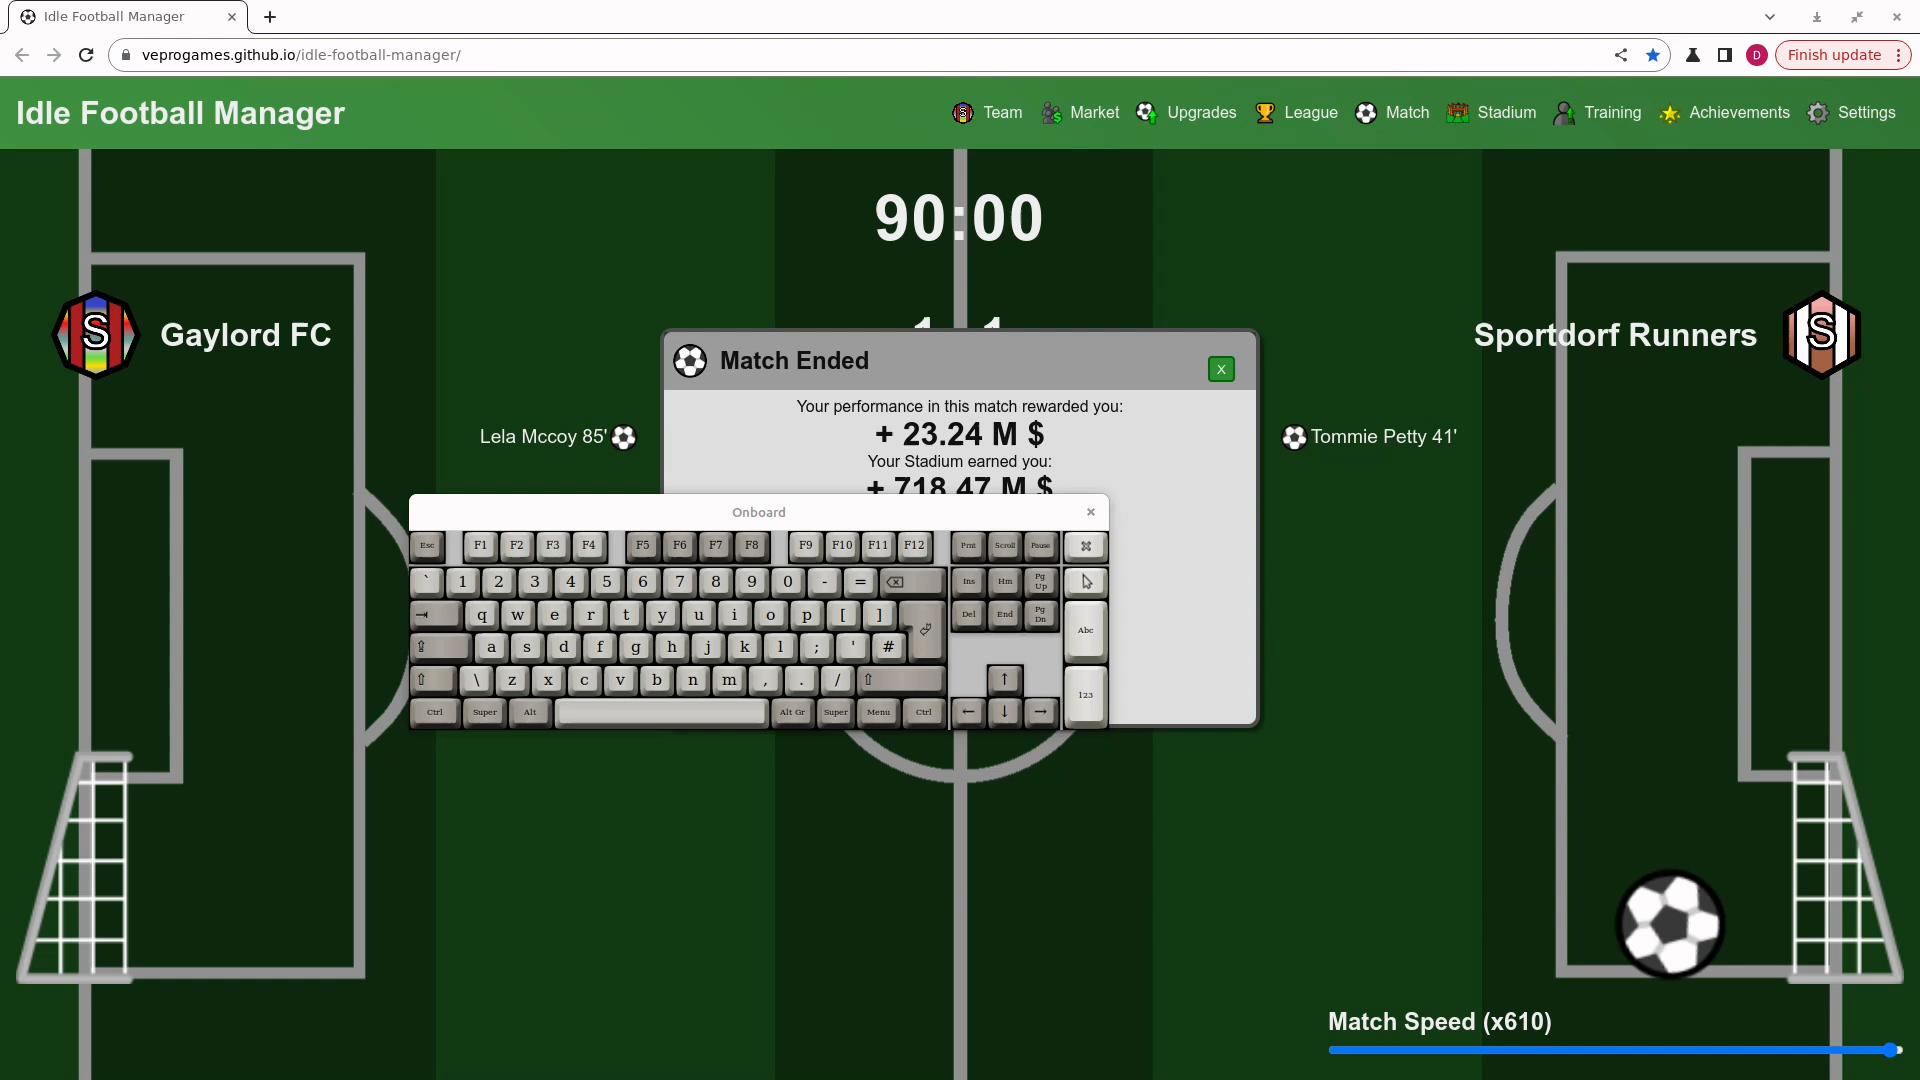 Idle Football Manager
veprogames.github.io/idle-football-manager/
D
Finish update
Idle Football Manager
Team
Market
Upgrades
League
Match
Stadium
Training
Achievements
Settings
90:00
1
1
S
Gaylord FC
Sportdorf Runners
S
Match Ended
X
Your performance in this match rewarded you:
+ 23.24 M $
Lela Mccoy 85'
Tommie Petty 41'
Your Stadium earned you:
+ 718.47 M $
Onboard
Esc F1 F2 F3 F4 F5 F6 F7 F8 F9 F10 F11 F12 Prnt Scroll Pause
` 1 2 3 4 5 6 7 8 9 0 - = Ins Hm Pg Up
q w e r t y u i o p [ ] Del End Pg Dn Abc
a s d f g h j k l ; ' #
\ z x c v b n m , . / 123
Ctrl Super Alt Alt Gr Super Menu Ctrl
Match Speed (x610)